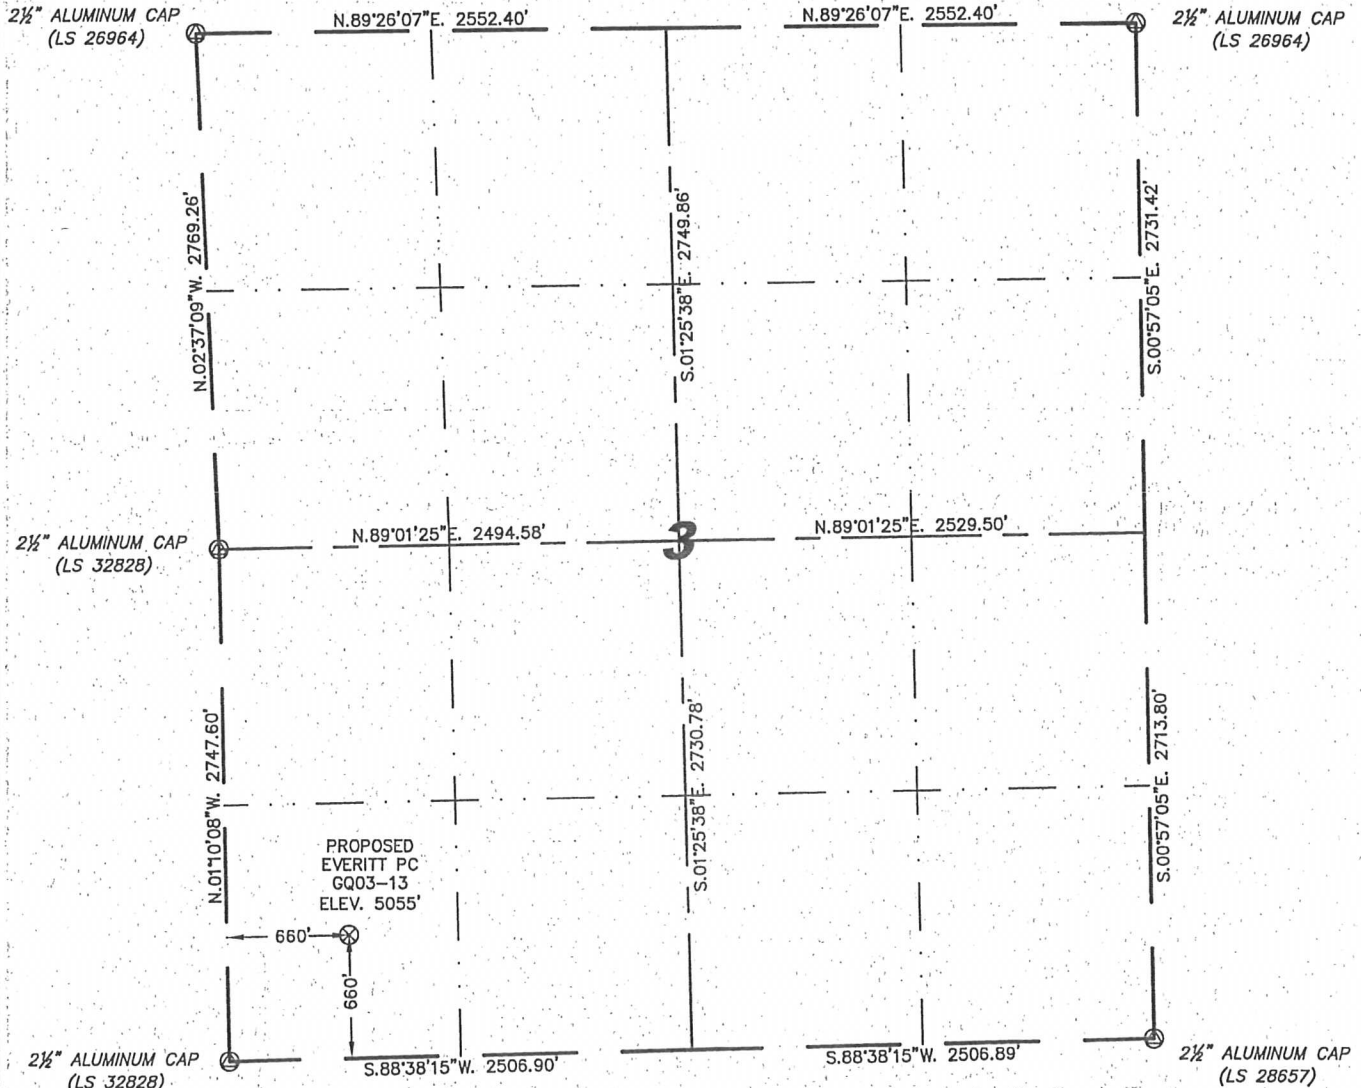 2½" ALUMINUM CAP
(LS 26964)
N.89°26'07"E. 2552.40'
N.89°26'07"E. 2552.40'
2½" ALUMINUM CAP
(LS 26964)
N.02°37'09"W. 2769.26'
S.01°25'38"E. 2749.86'
S.00°57'05"E. 2731.42'
2½" ALUMINUM CAP
(LS 32828)
N.89°01'25"E. 2494.58'
3
N.89°01'25"E. 2529.50'
N.01°10'08"W. 2747.60'
S.01°25'38"E. 2730.78'
S.00°57'05"E. 2713.80'
PROPOSED
EVERITT PC
GQ03-13
ELEV. 5055'
660'
660'
2½" ALUMINUM CAP
(LS 32828)
S.88°38'15"W. 2506.90'
S.88°38'15"W. 2506.89'
2½" ALUMINUM CAP
(LS 28657)